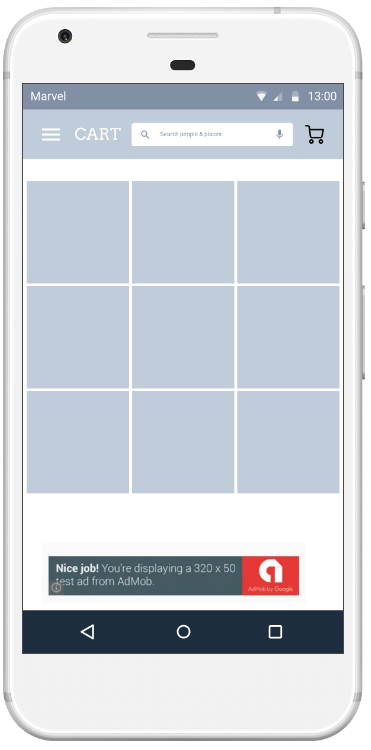 Marvel 13:00
CART Search people & places
Nice job! You're displaying a 320 x 50
test ad from AdMob.
AdMob by Google